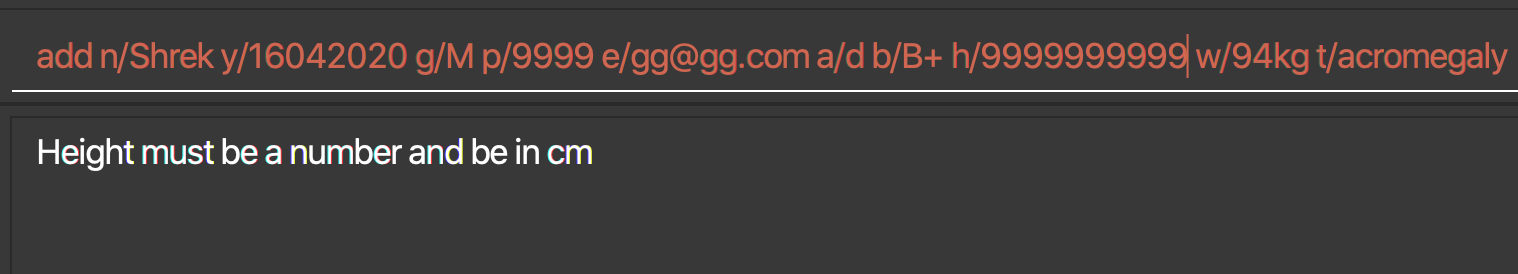 add n/Shrek y/16042020 g/M p/9999 e/gg@gg.com a/d b/B+ h/9999999999 w/94kg t/acromegaly
Height must be a number and be in cm